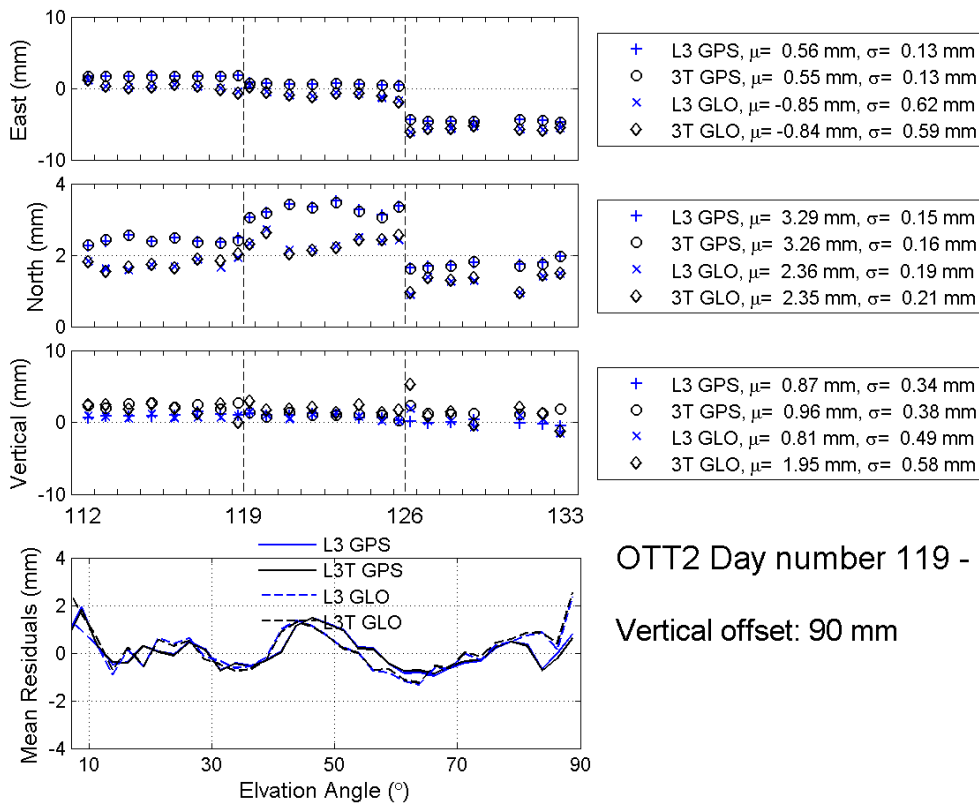 10
0
-10
East (mm)
L3 GPS, μ= 0.56 mm, σ= 0.13 mm
3T GPS, μ= 0.55 mm, σ= 0.13 mm
L3 GLO, μ= -0.85 mm, σ= 0.62 mm
3T GLO, μ= -0.84 mm, σ= 0.59 mm
4
2
0
North (mm)
L3 GPS, μ= 3.29 mm, σ= 0.15 mm
3T GPS, μ= 3.26 mm, σ= 0.16 mm
L3 GLO, μ= 2.36 mm, σ= 0.19 mm
3T GLO, μ= 2.35 mm, σ= 0.21 mm
10
0
-10
Vertical (mm)
112 119 126 133
L3 GPS, μ= 0.87 mm, σ= 0.34 mm
3T GPS, μ= 0.96 mm, σ= 0.38 mm
L3 GLO, μ= 0.81 mm, σ= 0.49 mm
3T GLO, μ= 1.95 mm, σ= 0.58 mm
4
2
0
-2
-4
Mean Residuals (mm)
L3 GPS
L3T GPS
L3 GLO
L3T GLO
10 30 50 70 90
Elvation Angle (°)
OTT2 Day number 119 -
Vertical offset: 90 mm